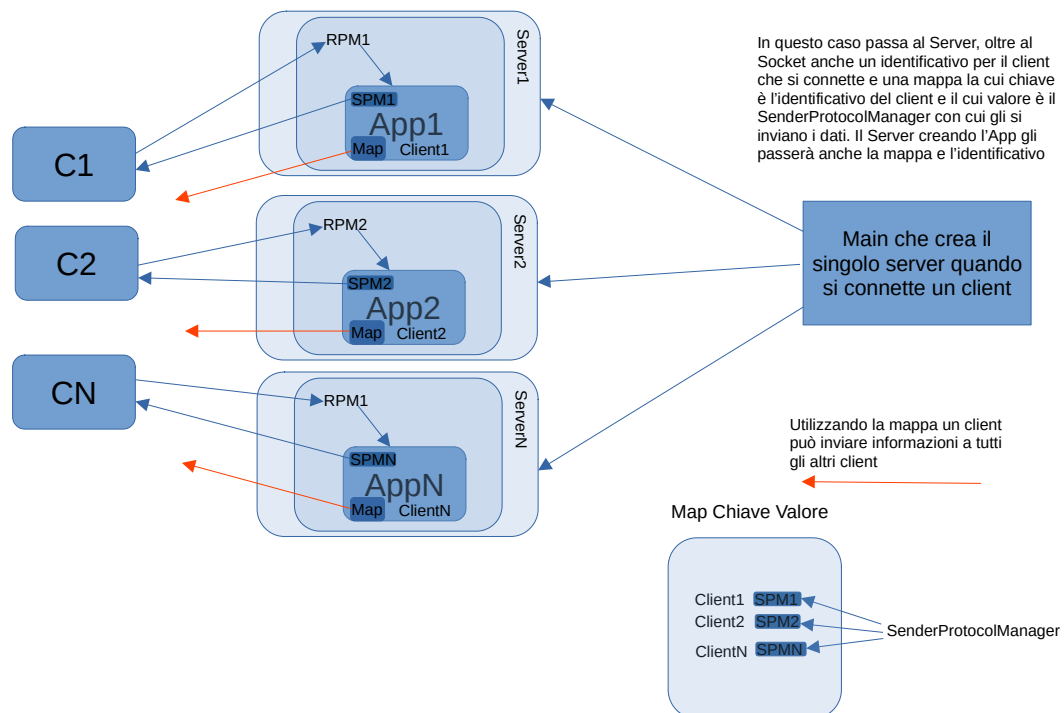 In questo caso passa al Server, oltre al
Socket anche un identificativo per il client
che si connette e una mappa la cui chiave
è l'identificativo del client e il cui valore è il
SenderProtocolManager con cui gli si
inviano i dati. Il Server creando l'App gli
passerà anche la mappa e l'identificativo
C1
RPM1
SPM1
App1
Map
Client1
Server1
C2
RPM2
SPM2
App2
Map
Client2
Server2
CN
RPM1
SPMN
AppN
Map
ClientN
ServerN
Main che crea il
singolo server quando
si connette un client
Utilizzando la mappa un client
può inviare informazioni a tutti
gli altri client
Map Chiave Valore
Client1 SPM1
Client2 SPM2
ClientN SPMN
SenderProtocolManager